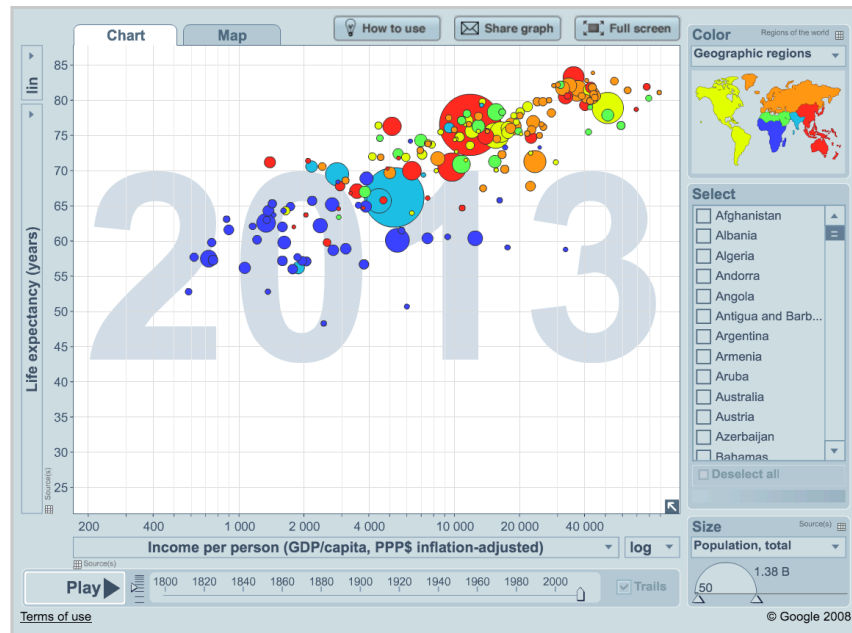 Chart
Map
How to use
Share graph
Full screen
Color
Regions of the world
Geographic regions
lin
Life expectancy (years)
Source(s)
85
80
75
70
65
60
55
50
45
40
35
30
25
2013
200
400
1 000
2 000
4 000
10 000
20 000
40 000
Income per person (GDP/capita, PPP$ inflation-adjusted)
log
Source(s)
Select
Afghanistan
Albania
Algeria
Andorra
Angola
Antigua and Barb...
Argentina
Armenia
Aruba
Australia
Austria
Azerbaijan
Bahamas
Deselect all
Size
Source(s)
Population, total
1.38 B
50
Play
1800 1820 1840 1860 1880 1900 1920 1940 1960 1980 2000
Trails
Terms of use
© Google 2008